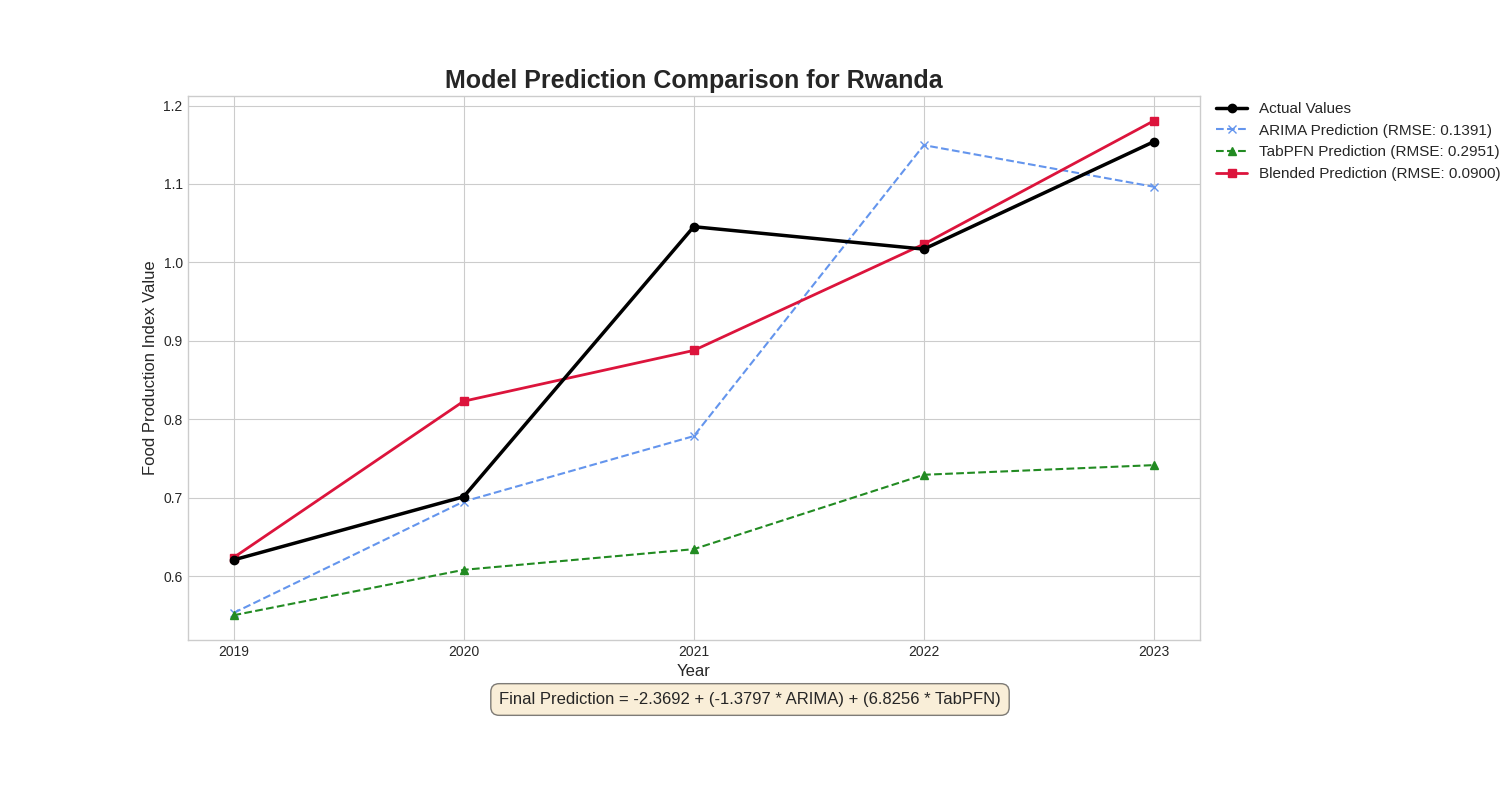 Model Prediction Comparison for Rwanda
1.2
1.1
1.0
0.9
0.8
0.7
0.6
Food Production Index Value
2019 2020 2021 2022 2023
Year
Actual Values
ARIMA Prediction (RMSE: 0.1391)
TabPFN Prediction (RMSE: 0.2951)
Blended Prediction (RMSE: 0.0900)
Final Prediction = -2.3692 + (-1.3797 * ARIMA) + (6.8256 * TabPFN)